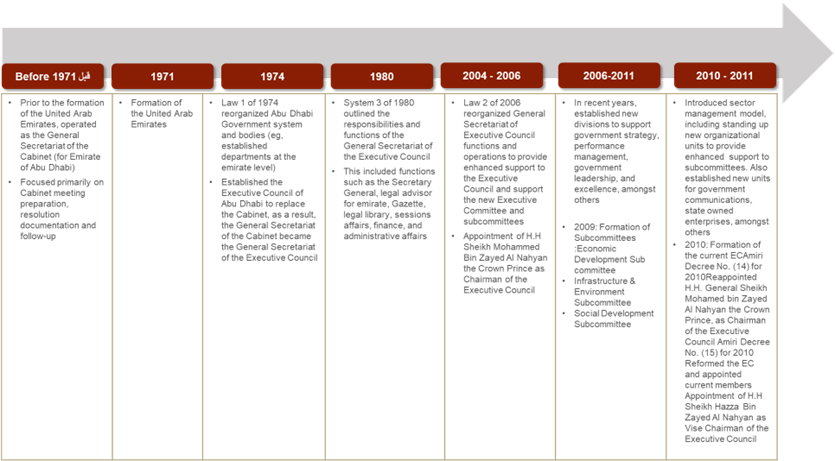 Before 1971 قبل
1971
1974
1980
2004 - 2006
2006-2011
2010 - 2011
• Prior to the formation
of the United Arab
Emirates, operated
as the General
Secretariat of the
Cabinet (for Emirate
of Abu Dhabi)
• Focused primarily on
Cabinet meeting
preparation,
resolution
documentation and
follow-up
• Formation of
the United Arab
Emirates
• Law 1 of 1974
reorganized Abu Dhabi
Government system
and bodies (eg,
established
departments at the
emirate level)
• Established the
Executive Council of
Abu Dhabi to replace
the Cabinet, as a result,
the General Secretariat
of the Cabinet became
the General Secretariat
of the Executive Council
• System 3 of 1980
outlined the
responsibilities and
functions of the
General Secretariat of
the Executive Council
• This included functions
such as the Secretary
General, legal advisor
for emirate, Gazette,
legal library, sessions
affairs, finance, and
administrative affairs
• Law 2 of 2006
reorganized General
Secretariat of
Executive Council
functions and
operations to provide
enhanced support to
the Executive
Council and support
the new Executive
Committee and
subcommittees
• Appointment of H.H
Sheikh Mohammed
Bin Zayed Al Nahyan
the Crown Prince as
Chairman of the
Executive Council
• In recent years,
established new
divisions to support
government strategy,
performance
management,
government
leadership, and
excellence, amongst
others
• 2009: Formation of
Subcommittees
:Economic
Development Sub
committee
• Infrastructure &
Environment
Subcommittee
• Social Development
Subcommittee
• Introduced sector
management model,
including standing up
new organizational
units to provide
enhanced support to
subcommittees. Also
established new units
for government
communications,
state owned
enterprises, amongst
others
• 2010: Formation of
the current ECAmiri
Decree No. (14) for
2010Reappointed
H.H. General Sheikh
Mohamed bin Zayed
Al Nahyan the Crown
Prince, as Chairman
of the Executive
Council Amiri Decree
No. (15) for 2010
Reformed the EC
and appointed
current members
Appointment of H.H
Sheikh Hazza Bin
Zayed Al Nahyan as
Vise Chairman of the
Executive Council